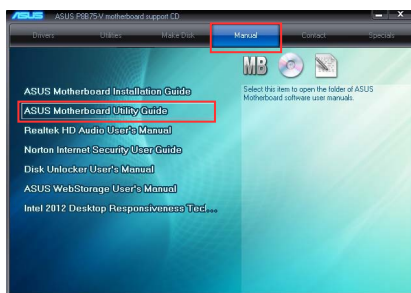 ASUS P8B75-V motherboard support CD
Drivers Utilities Make Disk Manual Contact Specials
MB
ASUS Motherboard Installation Guide
ASUS Motherboard Utility Guide
Realtek HD Audio User's Manual
Norton Internet Security User Guide
Disk Unlocker User's Manual
ASUS WebStorage User's Manual
Intel 2012 Desktop Responsiveness Tecl...
Select this item to open the folder of ASUS
Motherboard software user manuals.